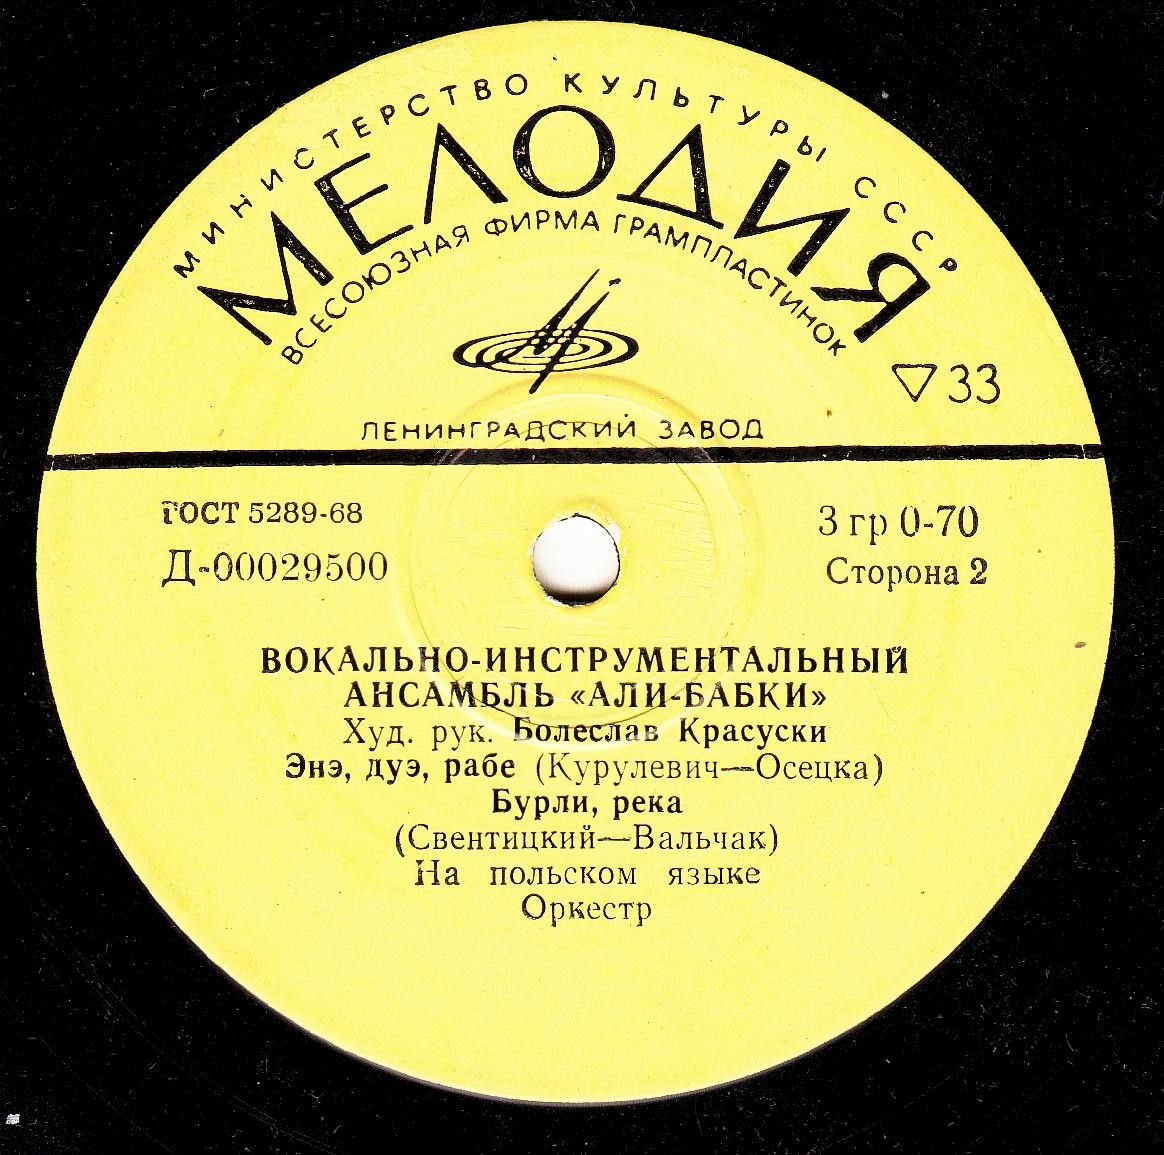 МИНИСТЕРСТВО КУЛЬТУРЫ СССР
МЕЛОДИЯ
ВСЕСОЮЗНАЯ ФИРМА ГРАМПЛАСТИНОК
▽33
ЛЕНИНГРАДСКИЙ ЗАВОД
ГОСТ 5289-68
3 гр 0-70
Д-00029500
Сторона 2
ВОКАЛЬНО-ИНСТРУМЕНТАЛЬНЫЙ
АНСАМБЛЬ «АЛИ-БАБКИ»
Худ. рук. Болеслав Красуски
Энэ, дуэ, рабе (Курулевич—Осецка)
Бурли, река
(Свентицкий—Вальчак)
На польском языке
Оркестр